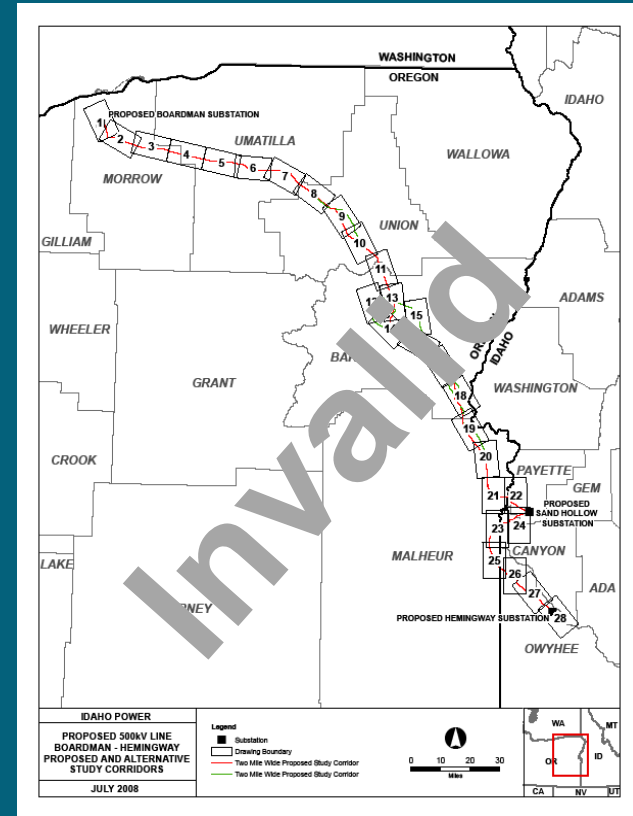 WASHINGTON
OREGON
IDAHO
PROPOSED BOARDMAN SUBSTATION
1
2
UMATILLA
3
4
5
6
7
WALLOWA
MORROW
8
9
UNION
GILLIAM
10
11
13
15
ADAMS
WHEELER
IDAHO
GRANT
WASHINGTON
18
19
20
CROOK
PAYETTE
GEM
21
22
PROPOSED
SAND HOLLOW
SUBSTATION
24
23
CANYON
MALHEUR
LAKE
25
26
ADA
27
PROPOSED HEMINGWAY SUBSTATION
28
OWYHEE
Invalid
IDAHO POWER
PROPOSED 500kV LINE
BOARDMAN - HEMINGWAY
PROPOSED AND ALTERNATIVE
STUDY CORRIDORS
JULY 2008
Legend
Substation
Drawing Boundary
Two Mile Wide Proposed Study Corridor
Two Mile Wide Proposed Study Corridor
0 10 20 30
Miles
WA
MT
OR
ID
CA
NV
UT